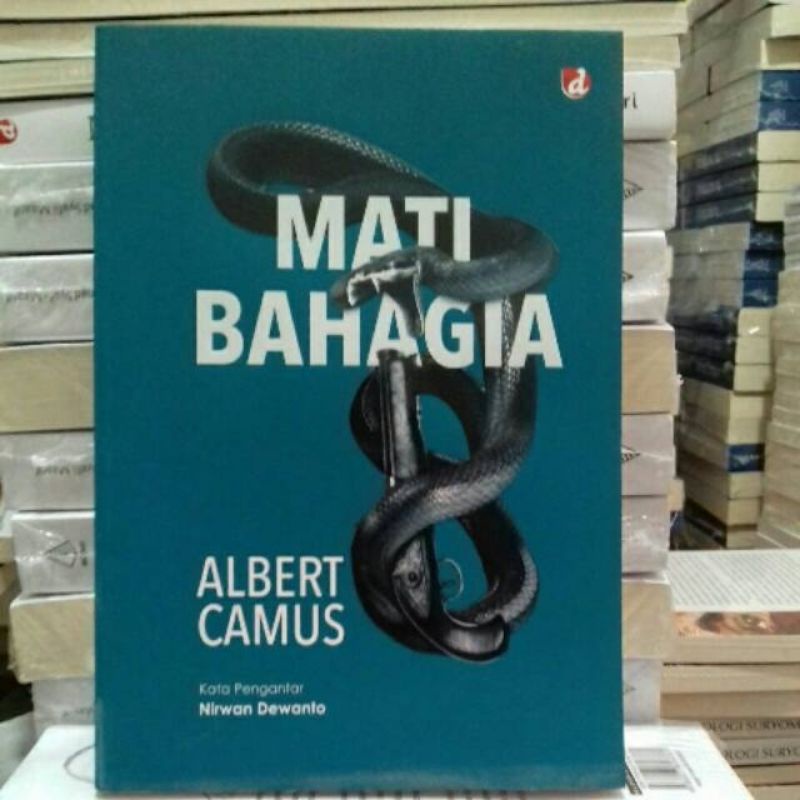 d
MATI
BAHAGIA
ALBERT
CAMUS
Kata Pengantar
Nirwan Dewanto